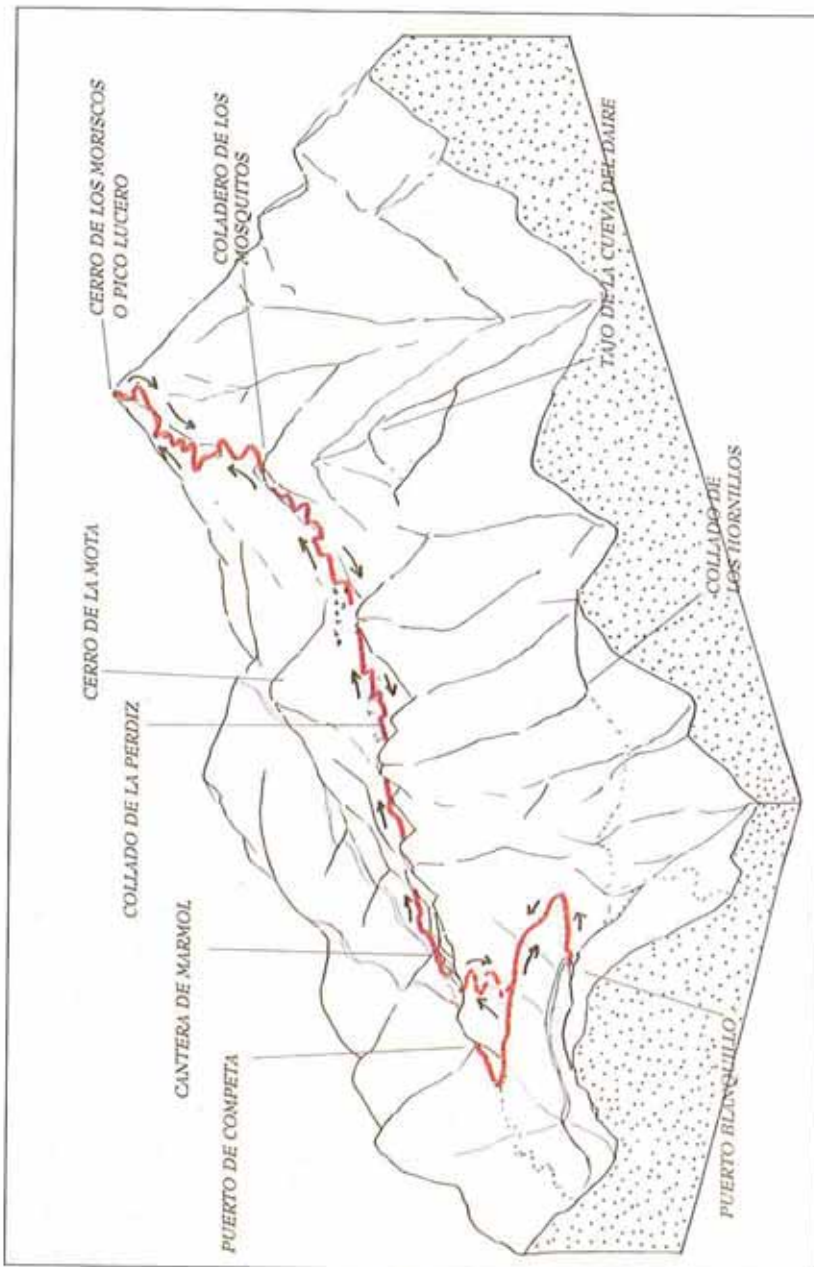 CERRO DE LOS MORISCOS
O PICO LUCERO
COLADERO DE LOS
MOSQUITOS
CERRO DE LA MOTA
COLLADO DE LA PERDIZ
CANTERA DE MARMOL
PUERTO DE COMPETA
TAJO DE LA CUEVA DEL DAIRE
COLLADO DE
LOS HORNILLOS
PUERTO BLANQUILLO